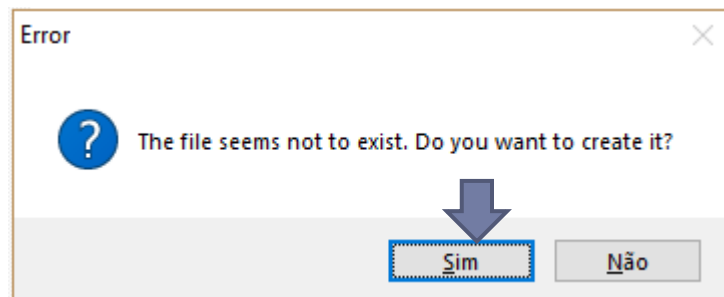 Error
The file seems not to exist. Do you want to create it?
Sim Não